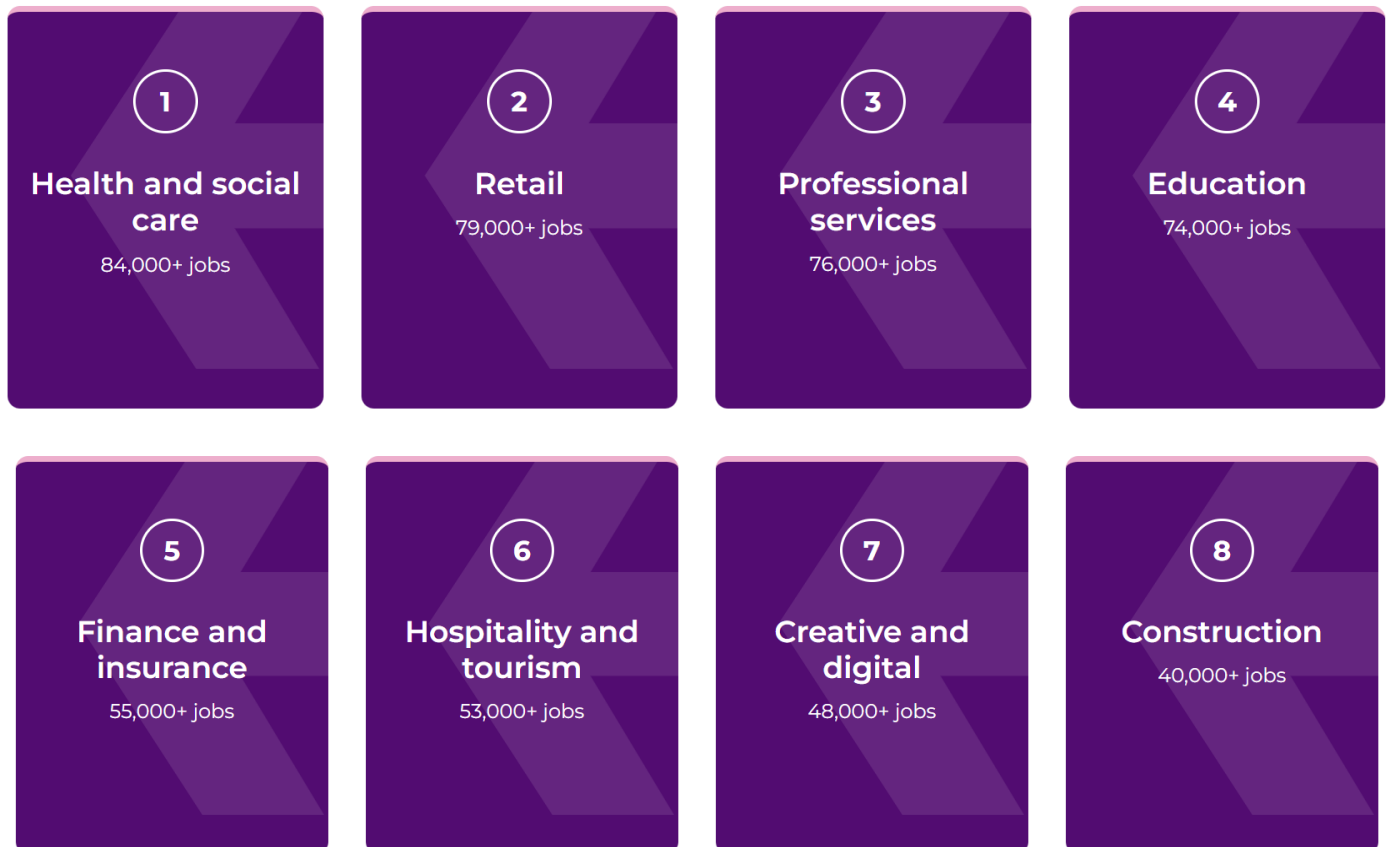 1
Health and social
care
84,000+ jobs
2
Retail
79,000+ jobs
3
Professional
services
76,000+ jobs
4
Education
74,000+ jobs
5
Finance and
insurance
55,000+ jobs
6
Hospitality and
tourism
53,000+ jobs
7
Creative and
digital
48,000+ jobs
8
Construction
40,000+ jobs